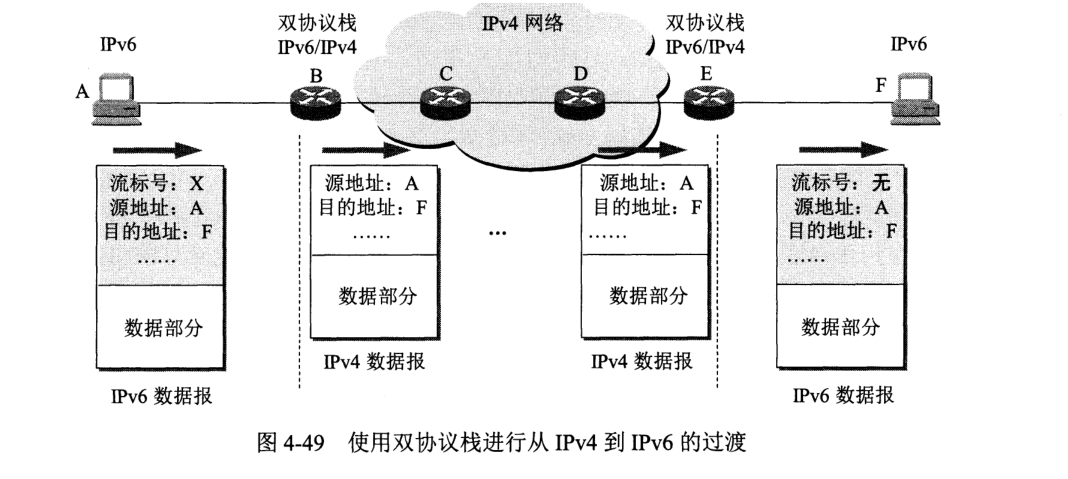 IPv6
双协议栈
IPv6/IPv4
IPv4 网络
双协议栈
IPv6/IPv4
IPv6
A
B
C
D
E
F
流标号：X
源地址：A
目的地址：F
……
数据部分
IPv6 数据报
源地址：A
目的地址：F
……
数据部分
IPv4 数据报
...
源地址：A
目的地址：F
……
数据部分
IPv4 数据报
流标号：无
源地址：A
目的地址：F
……
数据部分
IPv6 数据报
图 4-49 使用双协议栈进行从 IPv4 到 IPv6 的过渡